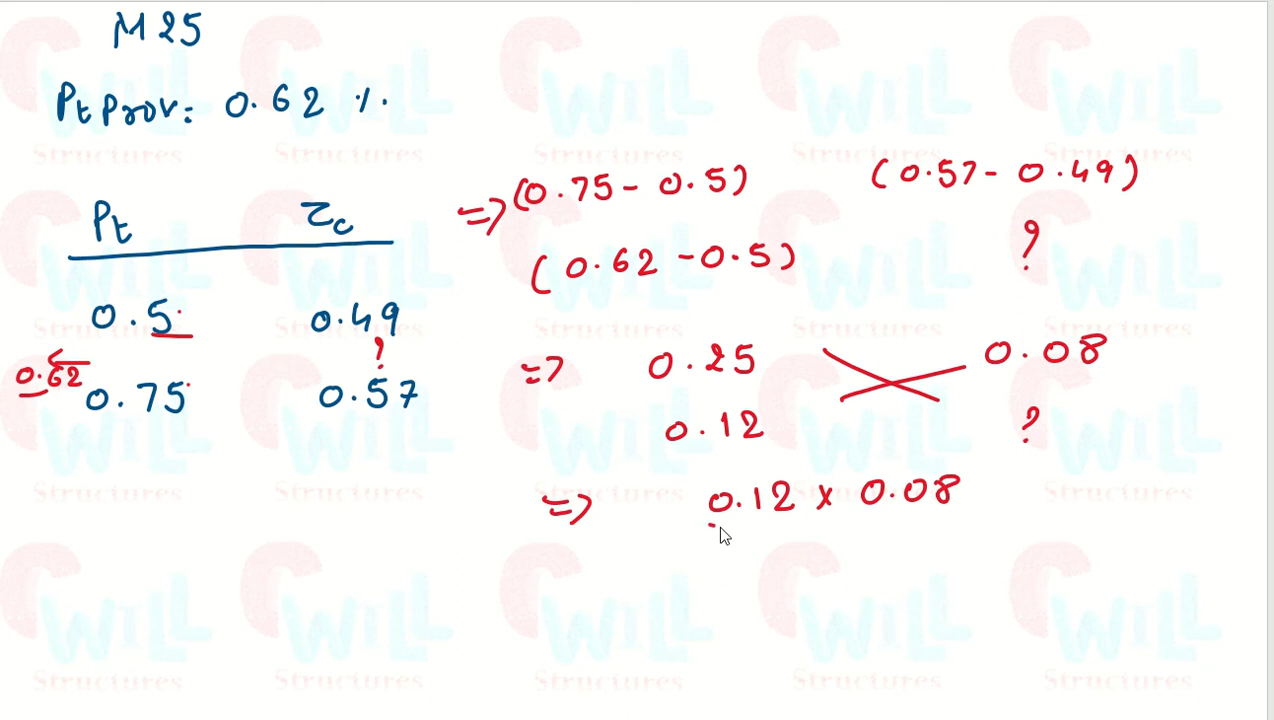 M25
Pt Prov: 0.62 %.
Pt τc
0.5 0.49
?
0.62
0.75 0.57
=> (0.75 - 0.5) (0.57 - 0.49)
(0.62 - 0.5) ?
=> 0.25 0.08
0.12 ?
=> 0.12 x 0.08
CWILL
Structures